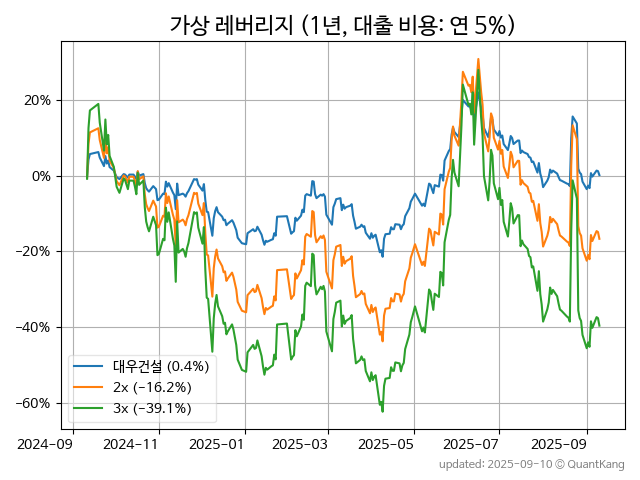 가상 레버리지 (1년, 대출 비용: 연 5%)
20%
0%
−20%
−40%
−60%
대우건설 (0.4%)
2x (−16.2%)
3x (−39.1%)
2024-09
2024-11
2025-01
2025-03
2025-05
2025-07
2025-09
updated: 2025-09-10 © QuantKang